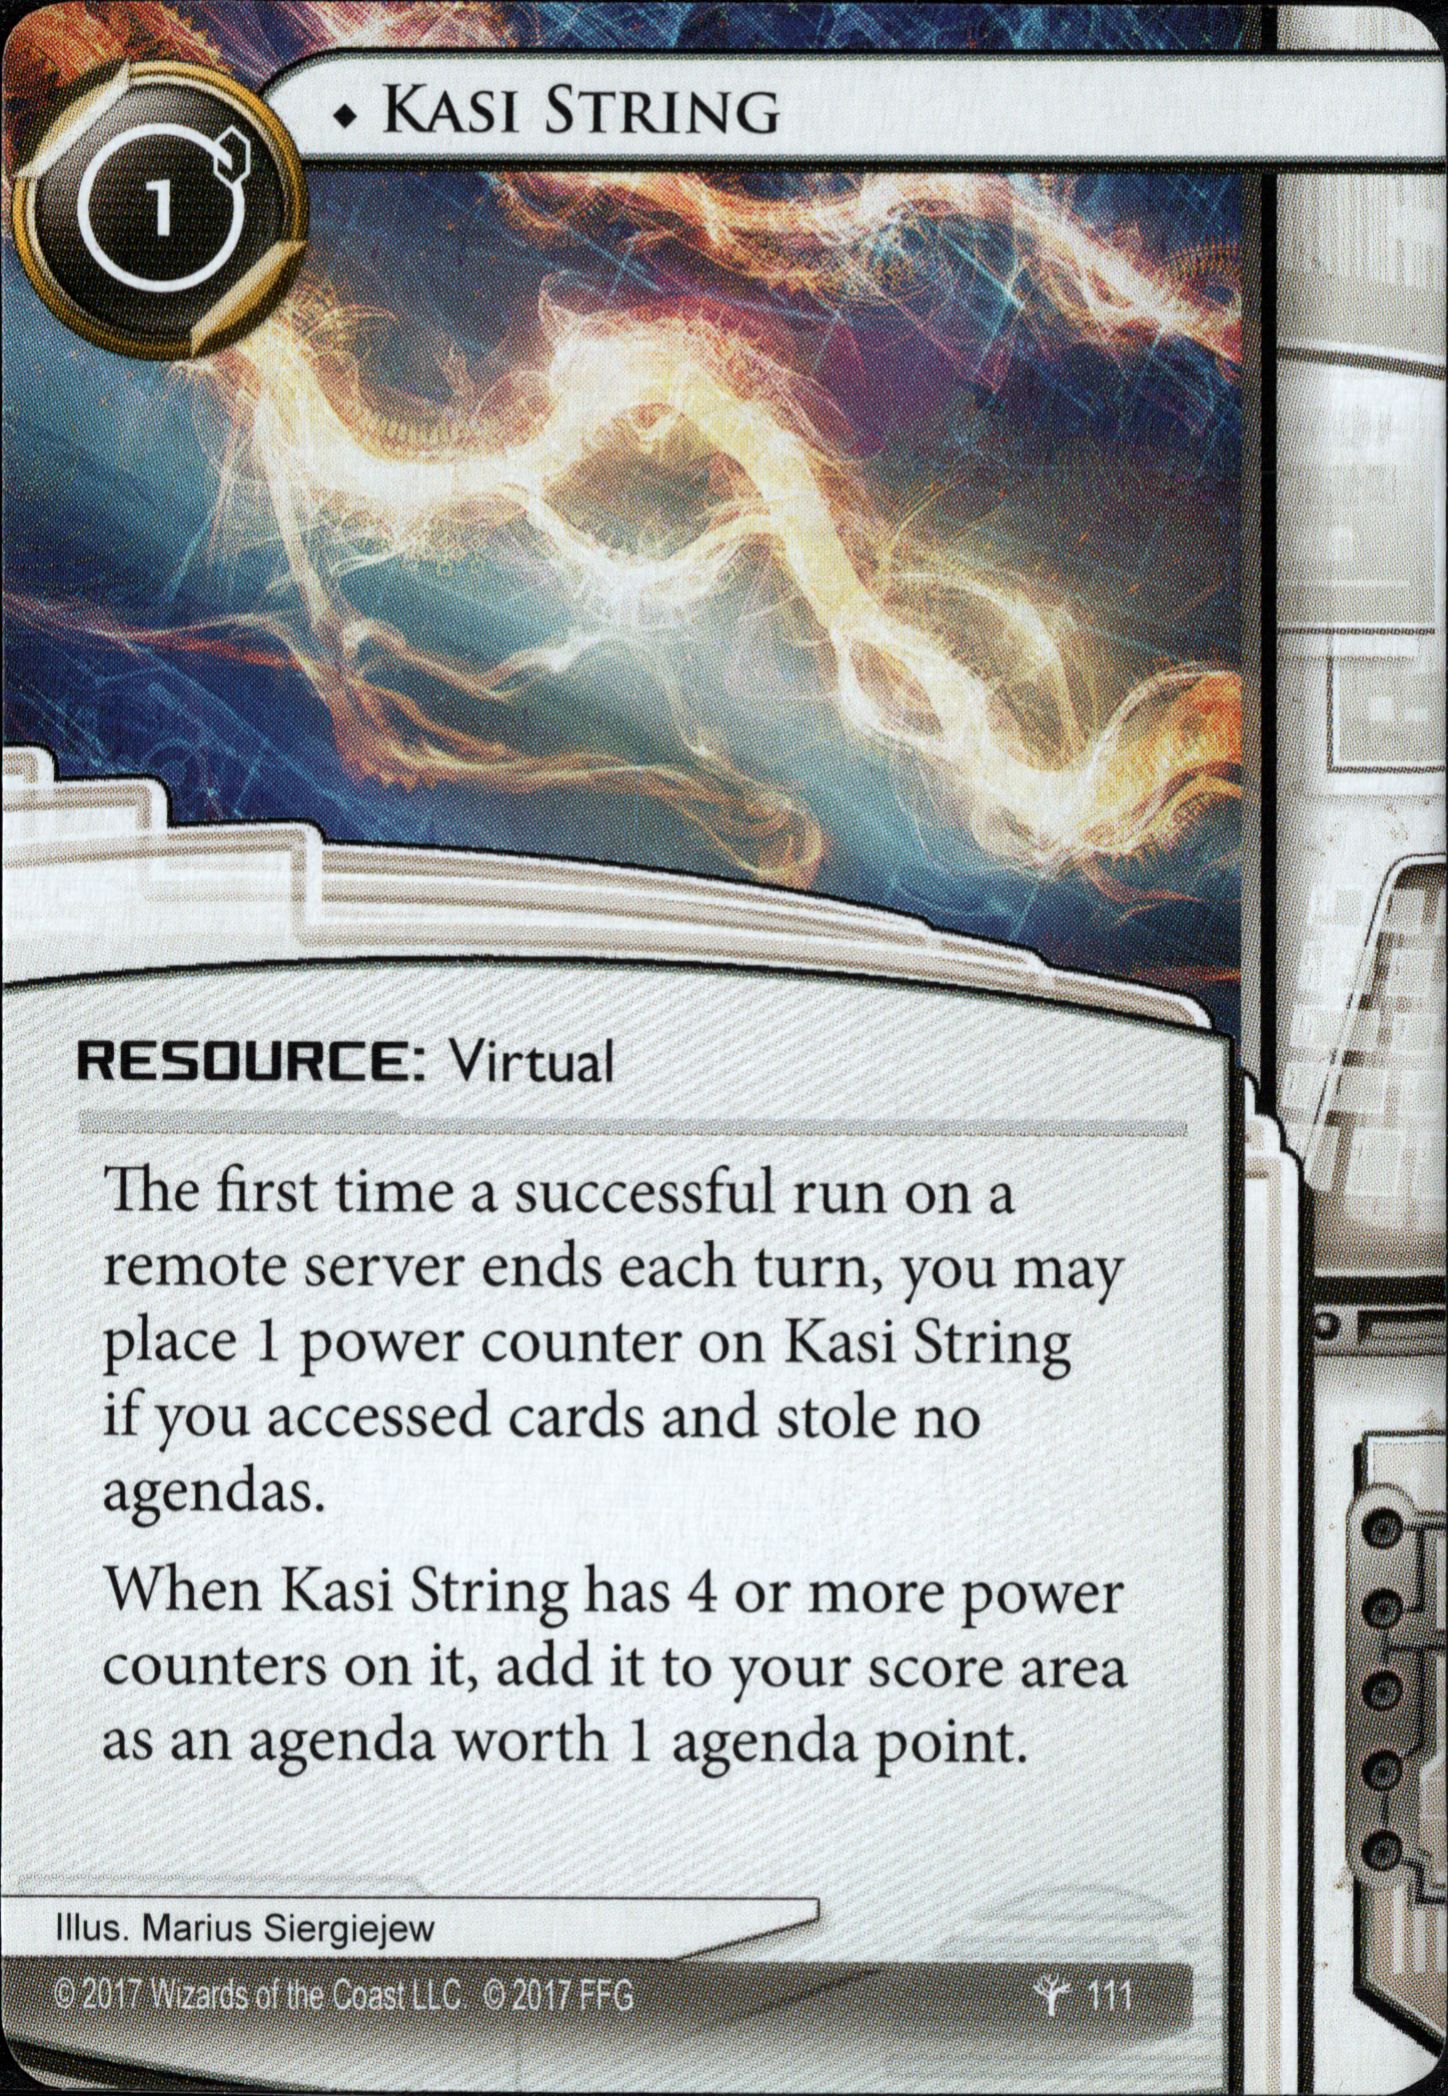 1
◆ Kasi String
RESOURCE: Virtual
The first time a successful run on a
remote server ends each turn, you may
place 1 power counter on Kasi String
if you accessed cards and stole no
agendas.
When Kasi String has 4 or more power
counters on it, add it to your score area
as an agenda worth 1 agenda point.
Illus. Marius Siergiejew
© 2017 Wizards of the Coast LLC. © 2017 FFG
111